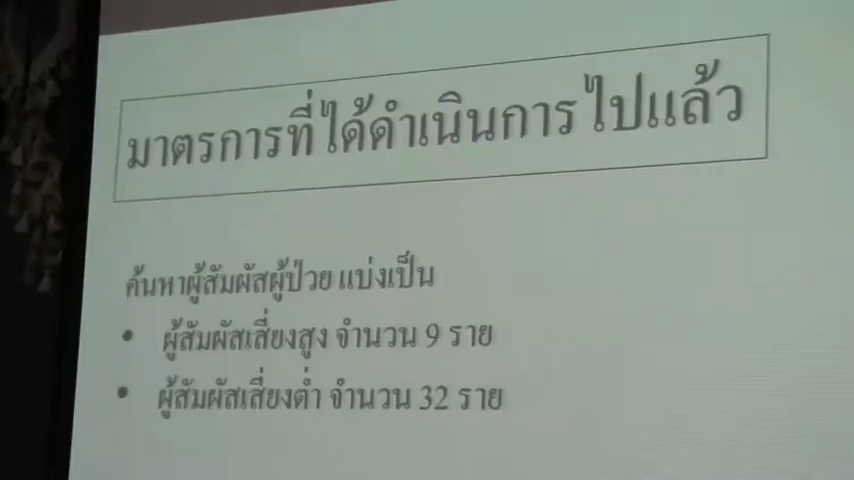 มาตรการที่ได้ดำเนินการไปแล้ว
ค้นหาผู้สัมผัสผู้ป่วย แบ่งเป็น
• ผู้สัมผัสเสี่ยงสูง จำนวน 9 ราย
• ผู้สัมผัสเสี่ยงต่ำ จำนวน 32 ราย